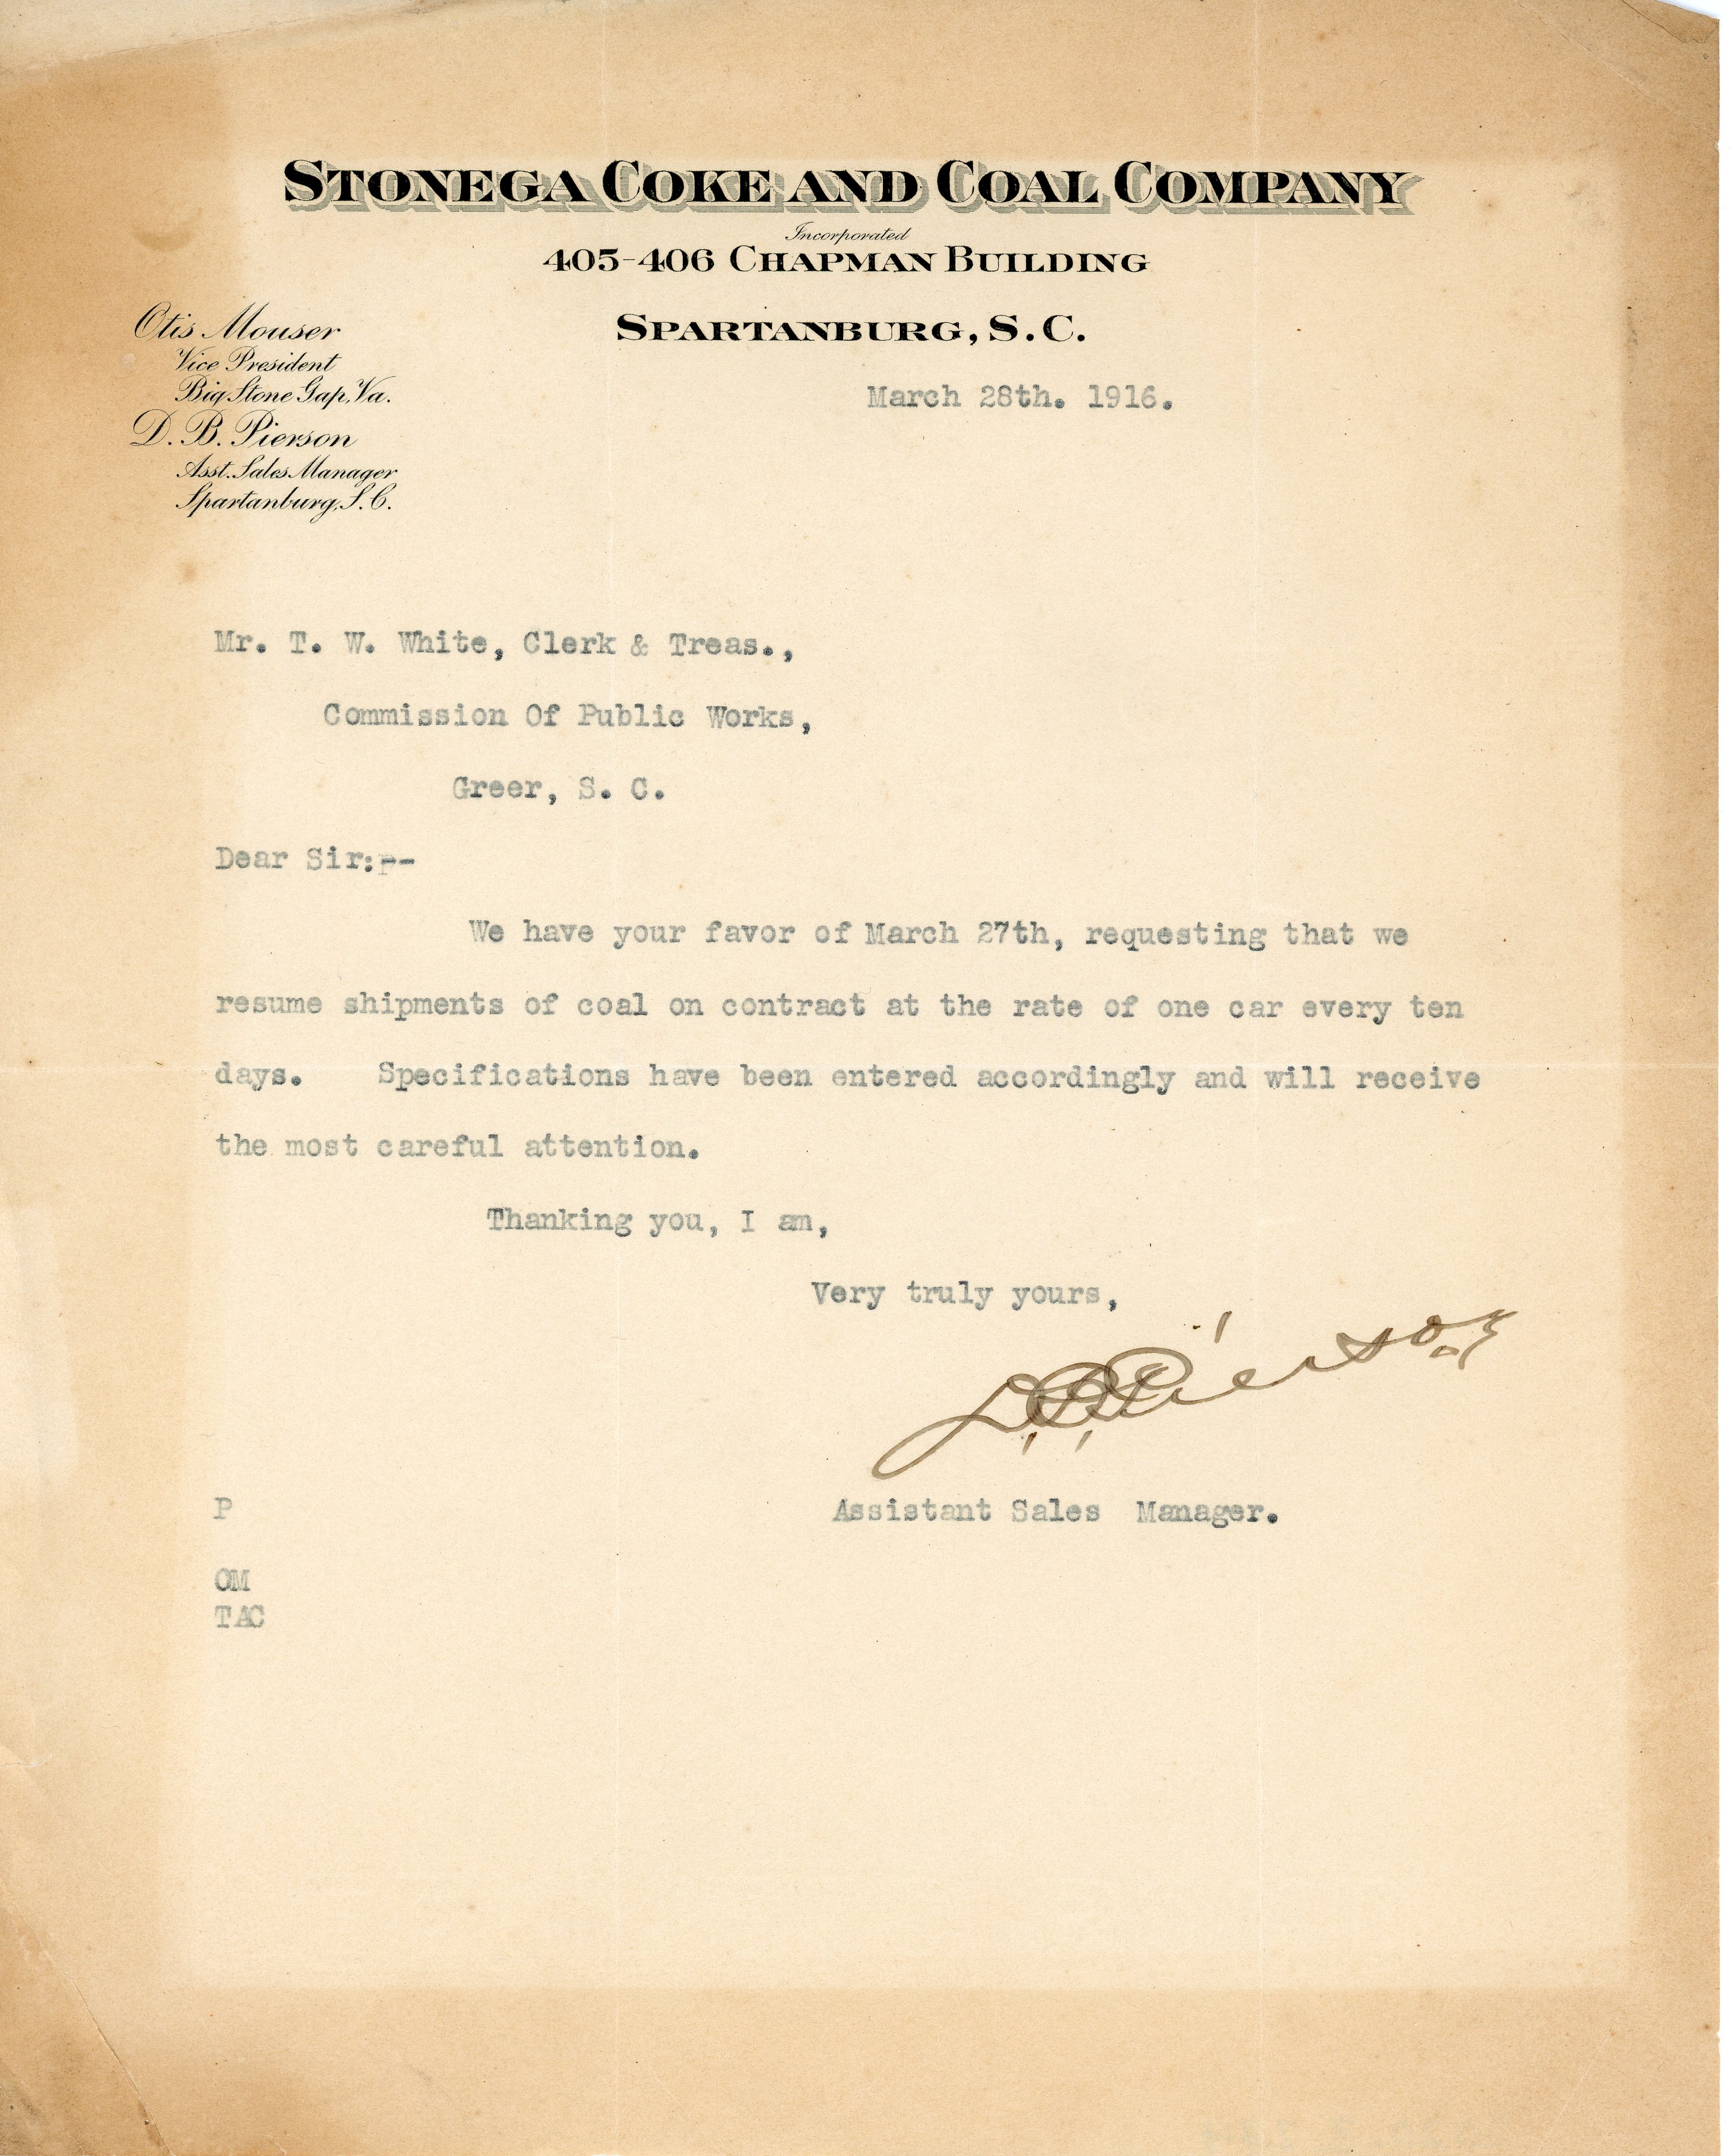 STONEGA COKE AND COAL COMPANY
Incorporated
405-406 CHAPMAN BUILDING
SPARTANBURG, S. C.
Otis Mouser
Vice President
Big Stone Gap, Va.
D. B. Pierson
Asst. Sales Manager
Spartanburg, S. C.
March 28th. 1916.
Mr. T. W. White, Clerk & Treas.,
Commission Of Public Works,
Greer, S. C.
Dear Sir:--
We have your favor of March 27th, requesting that we
resume shipments of coal on contract at the rate of one car every ten
days. Specifications have been entered accordingly and will receive
the most careful attention.
Thanking you, I am,
Very truly yours,
D. B. Pierson
Assistant Sales Manager.
P
OM
TAC